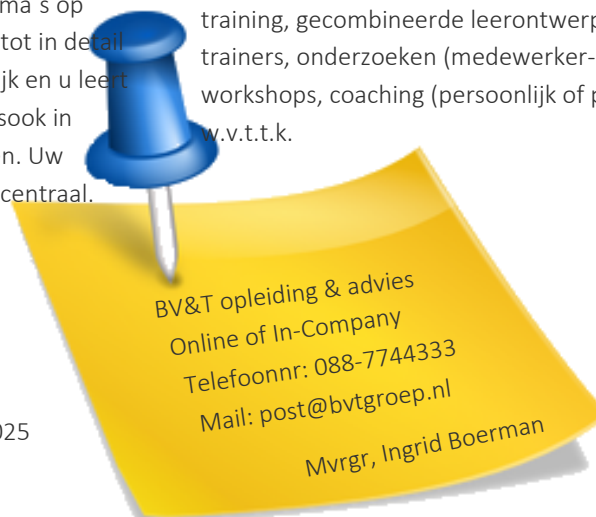 ma s op
tot in detail
jk en u leert
sook in
n. Uw
centraal.
training, gecombineerde leerontwerp
trainers, onderzoeken (medewerker-
workshops, coaching (persoonlijk of p
w.v.t.t.k.
BV&T opleiding & advies
Online of In-Company
Telefoonnr: 088-7744333
Mail: post@bvtgroep.nl
Mvrgr, Ingrid Boerman
025